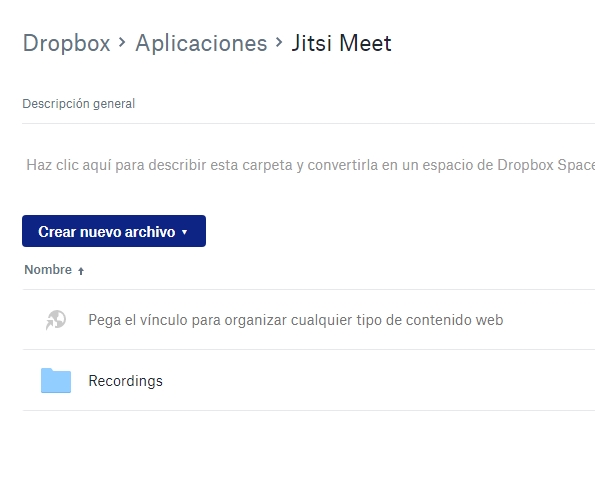 Dropbox > Aplicaciones > Jitsi Meet
Descripción general
Haz clic aquí para describir esta carpeta y convertirla en un espacio de Dropbox Space
Crear nuevo archivo ▾
Nombre ↑
Pega el vínculo para organizar cualquier tipo de contenido web
Recordings